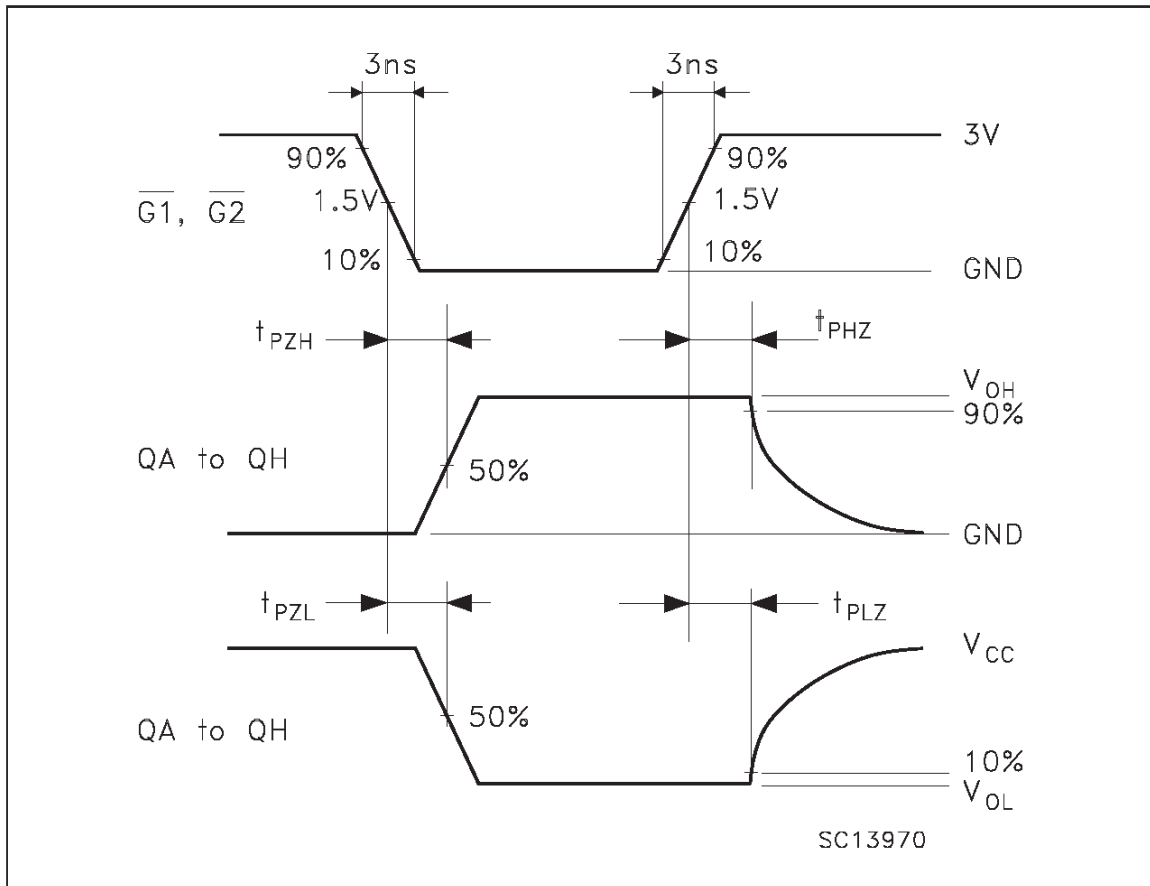 3ns 3ns
3V
90% 90%
G1, G2 1.5V 1.5V
10% 10%
GND
tPZH tPHZ
VOH
90%
QA to QH 50%
GND
tPZL tPLZ
VCC
QA to QH 50%
10%
VOL
SC13970